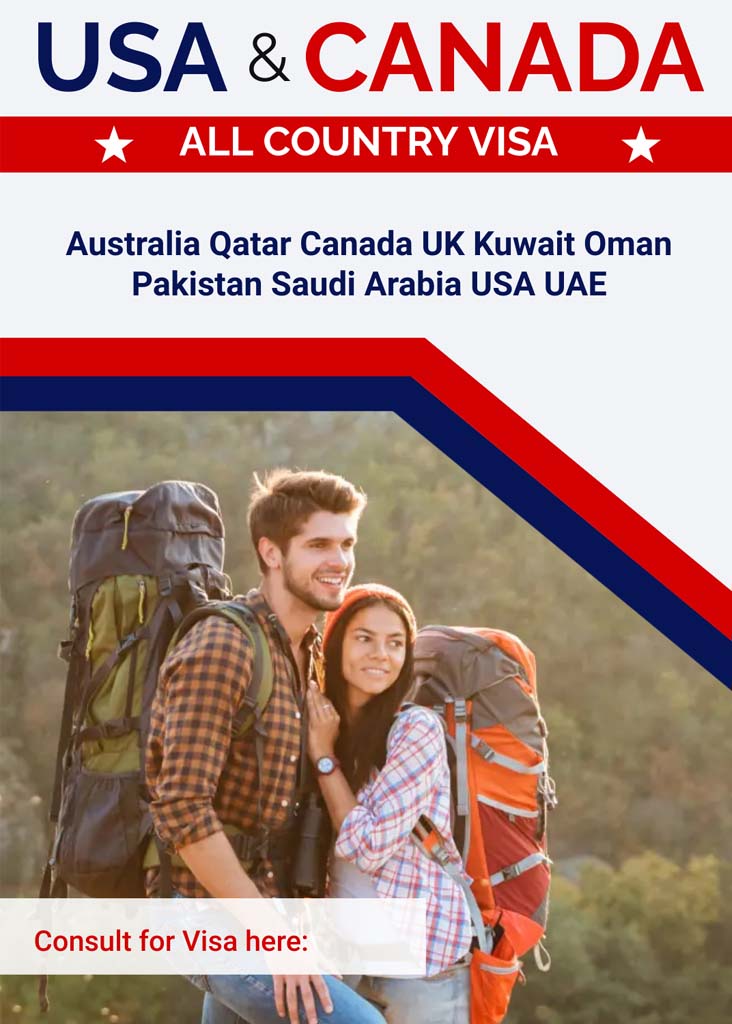 USA & CANADA
ALL COUNTRY VISA
Australia Qatar Canada UK Kuwait Oman
Pakistan Saudi Arabia USA UAE
Consult for Visa here: